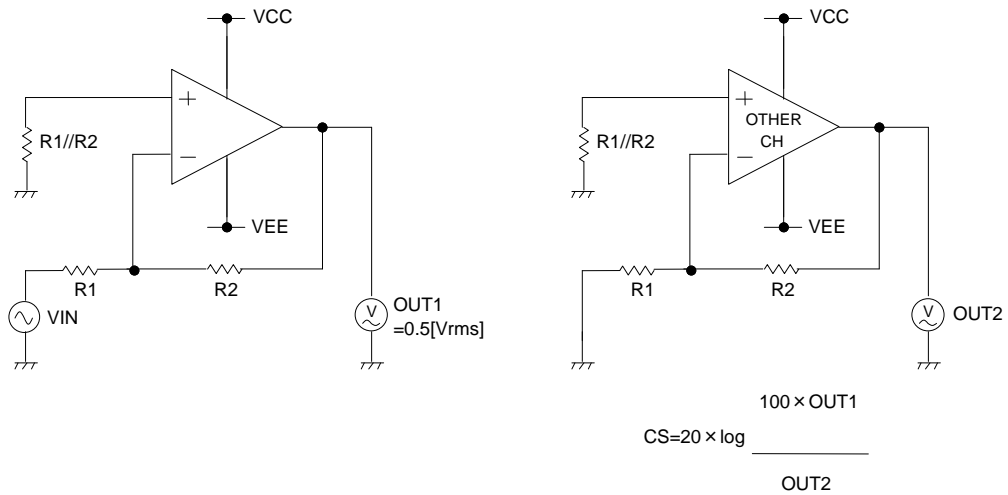 VCC
+
R1//R2
−
VEE
R1
R2
VIN
V
OUT1
=0.5[Vrms]
VCC
+
OTHER
CH
R1//R2
−
VEE
R1
R2
V
OUT2
100×OUT1
CS=20×log
OUT2